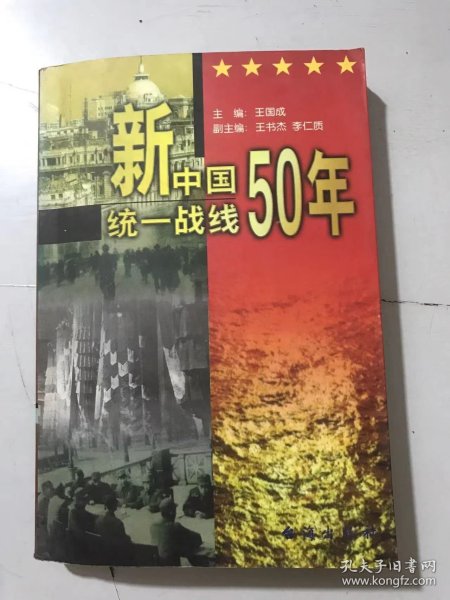 主 编：王国成
副主编：王书杰 李仁质
新中国
统一战线
50年
孔夫子旧书网
www.kongfz.com